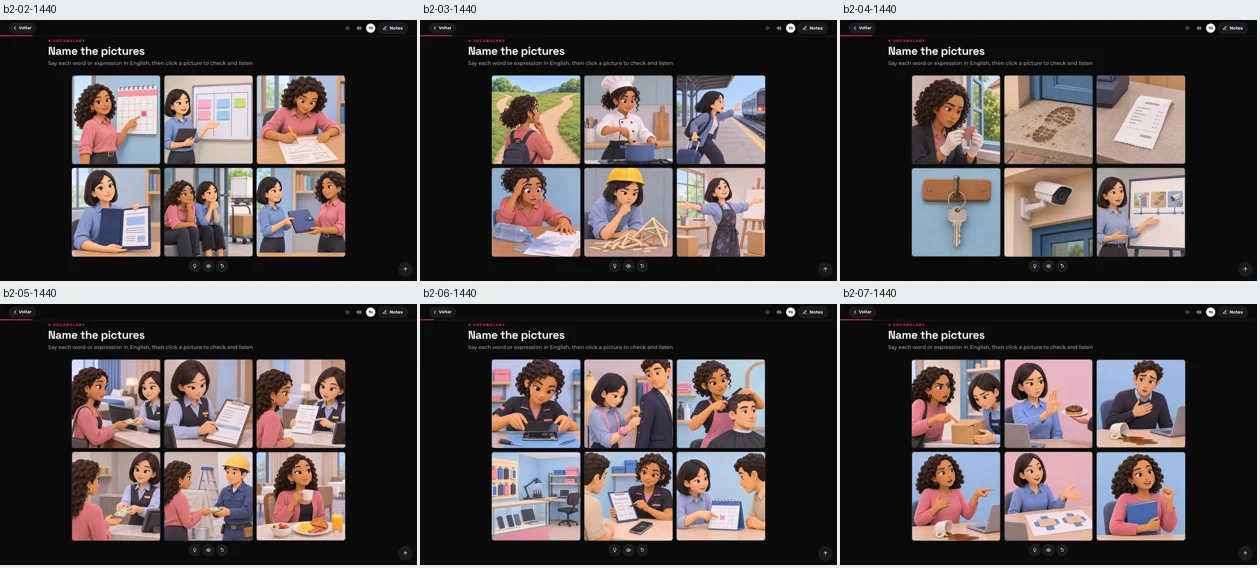 b2-02-1440
Voltar
Notes
VOCABULARY
Name the pictures
Say each word or expression in English, then click a picture to check and listen
b2-03-1440
Voltar
Notes
VOCABULARY
Name the pictures
Say each word or expression in English, then click a picture to check and listen
b2-04-1440
Voltar
Notes
VOCABULARY
Name the pictures
Say each word or expression in English, then click a picture to check and listen
b2-05-1440
Voltar
Notes
VOCABULARY
Name the pictures
Say each word or expression in English, then click a picture to check and listen
b2-06-1440
Voltar
Notes
VOCABULARY
Name the pictures
Say each word or expression in English, then click a picture to check and listen
b2-07-1440
Voltar
Notes
VOCABULARY
Name the pictures
Say each word or expression in English, then click a picture to check and listen